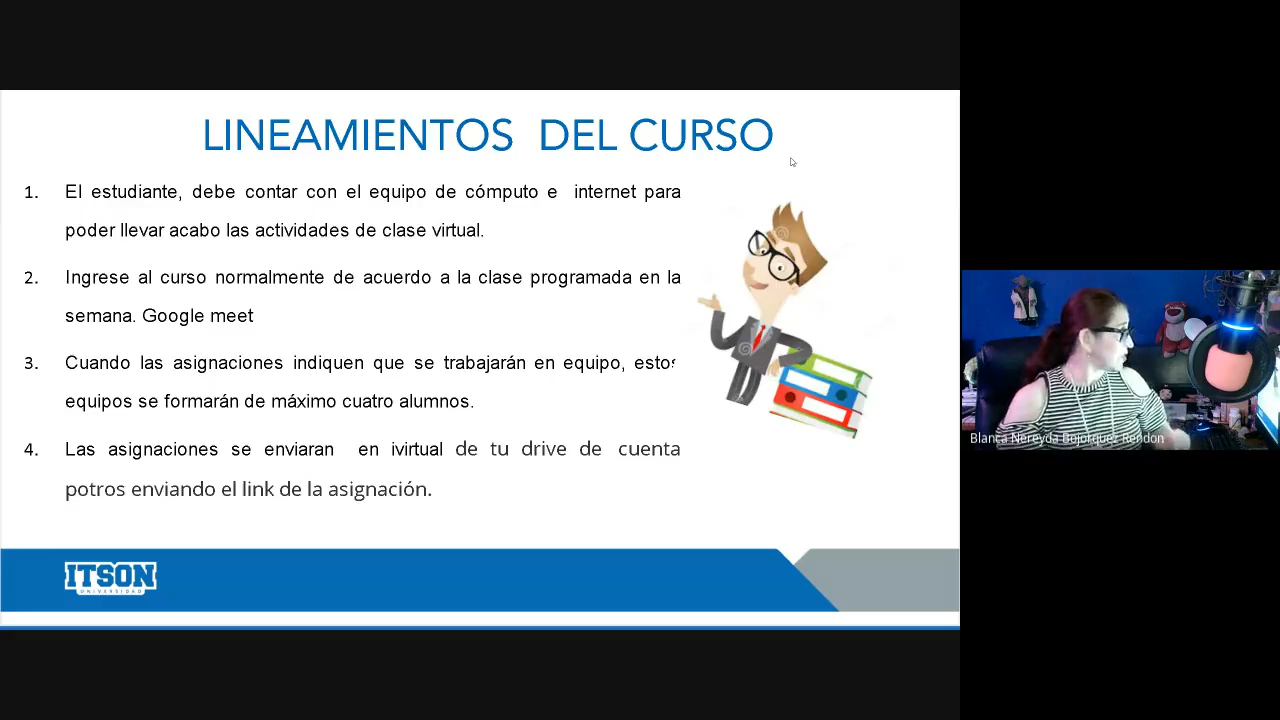 LINEAMIENTOS DEL CURSO
1. El estudiante, debe contar con el equipo de cómputo e internet para
poder llevar acabo las actividades de clase virtual.
2. Ingrese al curso normalmente de acuerdo a la clase programada en la
semana. Google meet
3. Cuando las asignaciones indiquen que se trabajarán en equipo, estos
equipos se formarán de máximo cuatro alumnos.
4. Las asignaciones se enviaran en ivirtual de tu drive de cuenta
potros enviando el link de la asignación.
ITSON
UNIVERSIDAD
Blanca Nereyda Bojorquez Rendon